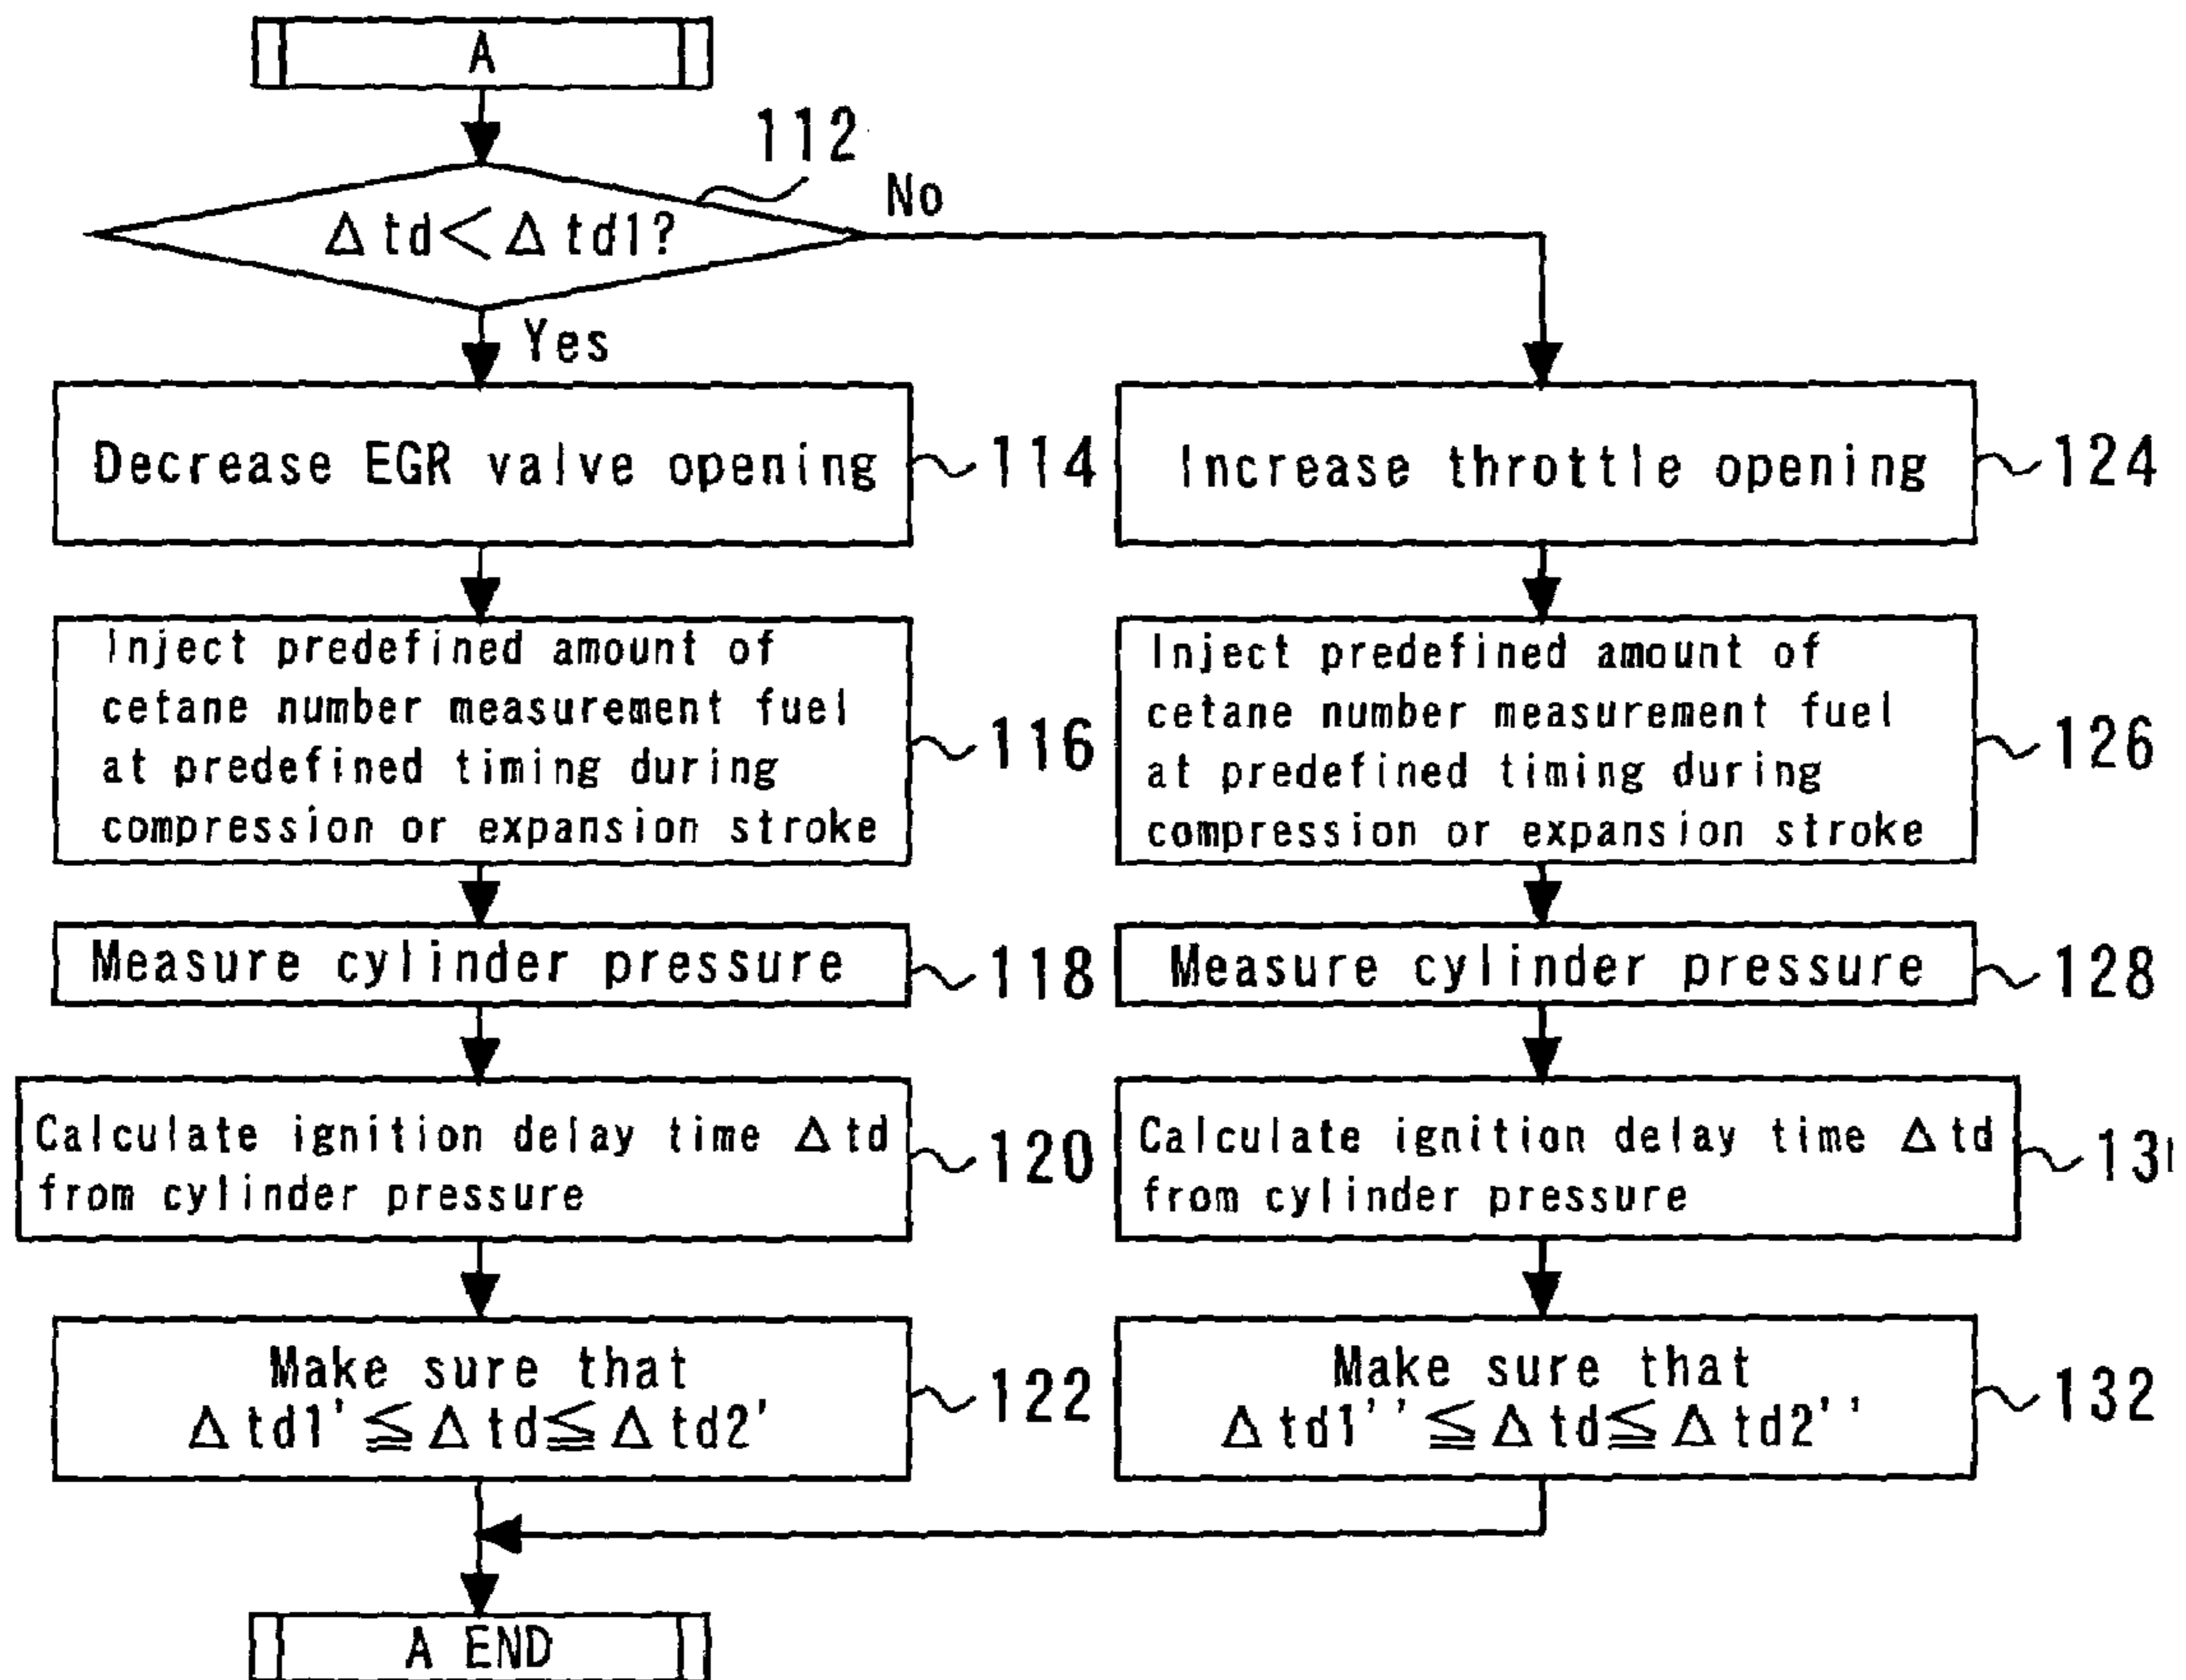 A
112
Δtd<Δtd1?
No
Yes
Decrease EGR valve opening
114
Inject predefined amount of
cetane number measurement fuel
at predefined timing during
compression or expansion stroke
116
Measure cylinder pressure
118
Calculate ignition delay time Δtd
from cylinder pressure
120
Make sure that
Δtd1'≦Δtd≦Δtd2'
122
Increase throttle opening
124
Inject predefined amount of
cetane number measurement fuel
at predefined timing during
compression or expansion stroke
126
Measure cylinder pressure
128
Calculate ignition delay time Δtd
from cylinder pressure
131
Make sure that
Δtd1''≦Δtd≦Δtd2''
132
A END